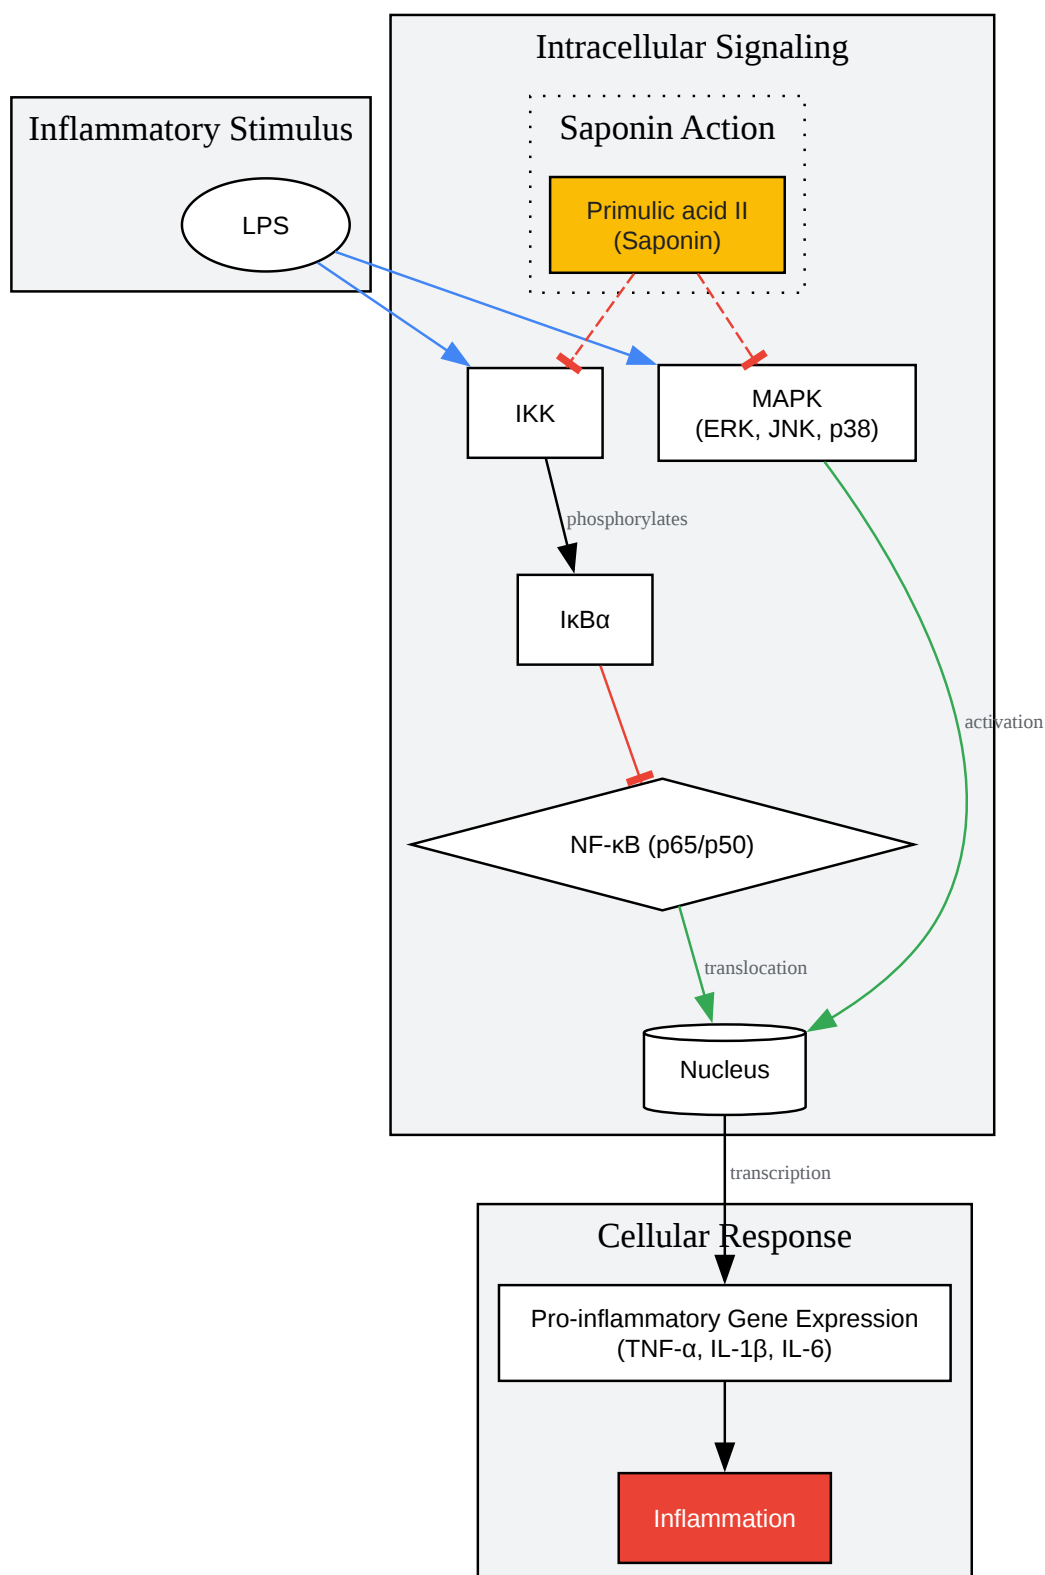 Intracellular Signaling
Inflammatory Stimulus
Saponin Action
LPS
Primulic acid II
(Saponin)
IKK
MAPK
(ERK, JNK, p38)
phosphorylates
IκBα
activation
NF-κB (p65/p50)
translocation
Nucleus
transcription
Cellular Response
Pro-inflammatory Gene Expression
(TNF-α, IL-1β, IL-6)
Inflammation